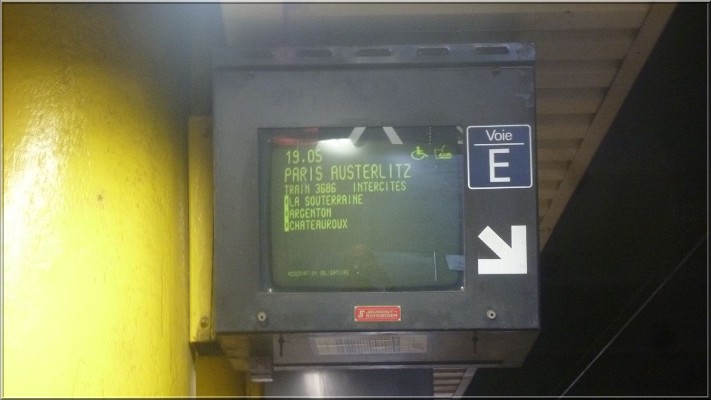 19.05
PARIS AUSTERLITZ
TRAIN 3686 INTERCITES
LA SOUTERRAINE
ARGENTON
CHATEAUROUX
Voie
E